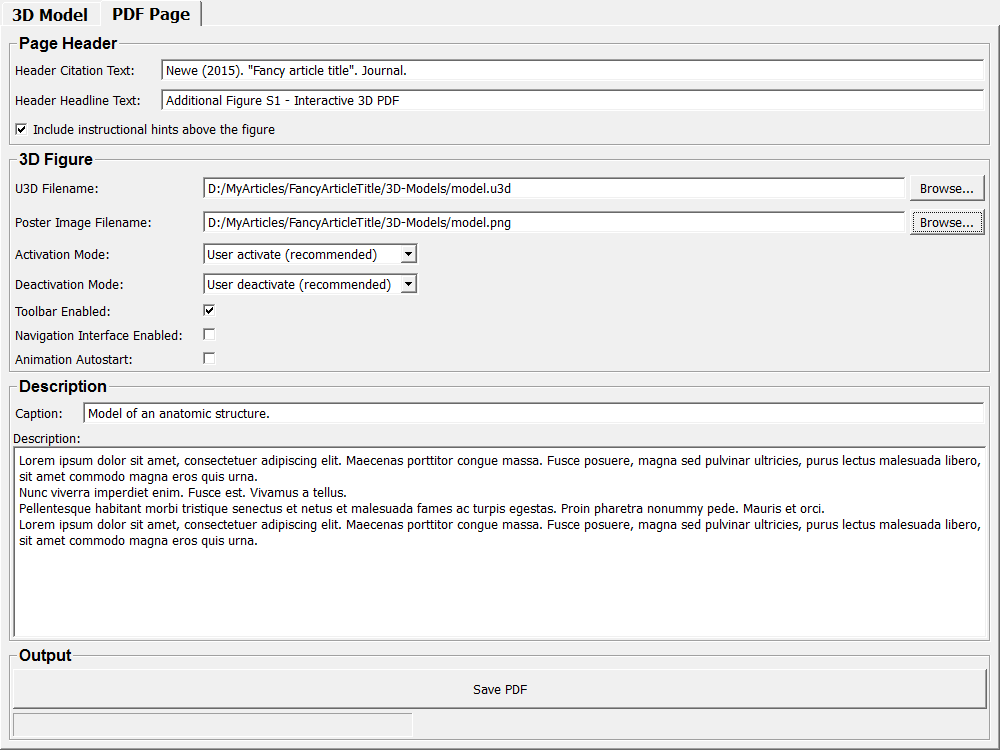 3D Model PDF Page
Page Header
Header Citation Text: Newe (2015). "Fancy article title". Journal.
Header Headline Text: Additional Figure S1 - Interactive 3D PDF
Include instructional hints above the figure
3D Figure
U3D Filename: D:/MyArticles/FancyArticleTitle/3D-Models/model.u3d Browse...
Poster Image Filename: D:/MyArticles/FancyArticleTitle/3D-Models/model.png Browse...
Activation Mode: User activate (recommended)
Deactivation Mode: User deactivate (recommended)
Toolbar Enabled:
Navigation Interface Enabled:
Animation Autostart:
Description
Caption: Model of an anatomic structure.
Description:
Lorem ipsum dolor sit amet, consectetuer adipiscing elit. Maecenas porttitor congue massa. Fusce posuere, magna sed pulvinar ultricies, purus lectus malesuada libero,
sit amet commodo magna eros quis urna.
Nunc viverra imperdiet enim. Fusce est. Vivamus a tellus.
Pellentesque habitant morbi tristique senectus et netus et malesuada fames ac turpis egestas. Proin pharetra nonummy pede. Mauris et orci.
Lorem ipsum dolor sit amet, consectetuer adipiscing elit. Maecenas porttitor congue massa. Fusce posuere, magna sed pulvinar ultricies, purus lectus malesuada libero,
sit amet commodo magna eros quis urna.
Output
Save PDF